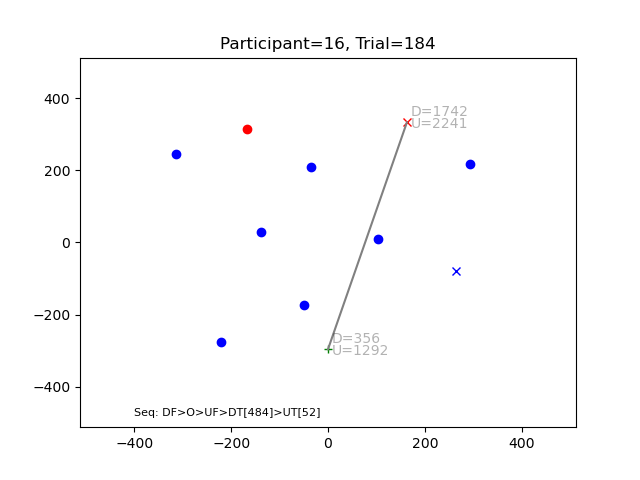 Participant=16, Trial=184
D=1742
U=2241
D=356
U=1292
Seq: DF>O>UF>DT[484]>UT[52]
400
200
0
−200
−400
−400
−200
0
200
400